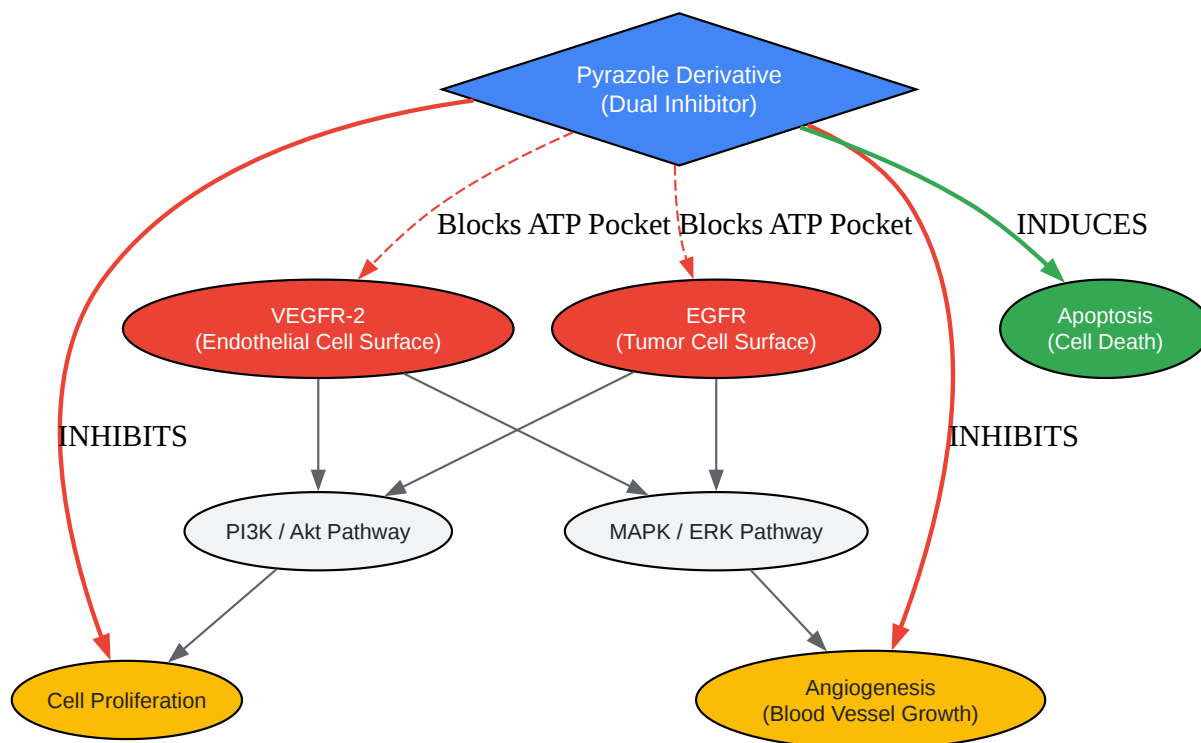 Pyrazole Derivative
(Dual Inhibitor)
Blocks ATP Pocket
Blocks ATP Pocket
INDUCES
VEGFR-2
(Endothelial Cell Surface)
EGFR
(Tumor Cell Surface)
Apoptosis
(Cell Death)
INHIBITS
INHIBITS
PI3K / Akt Pathway
MAPK / ERK Pathway
Cell Proliferation
Angiogenesis
(Blood Vessel Growth)